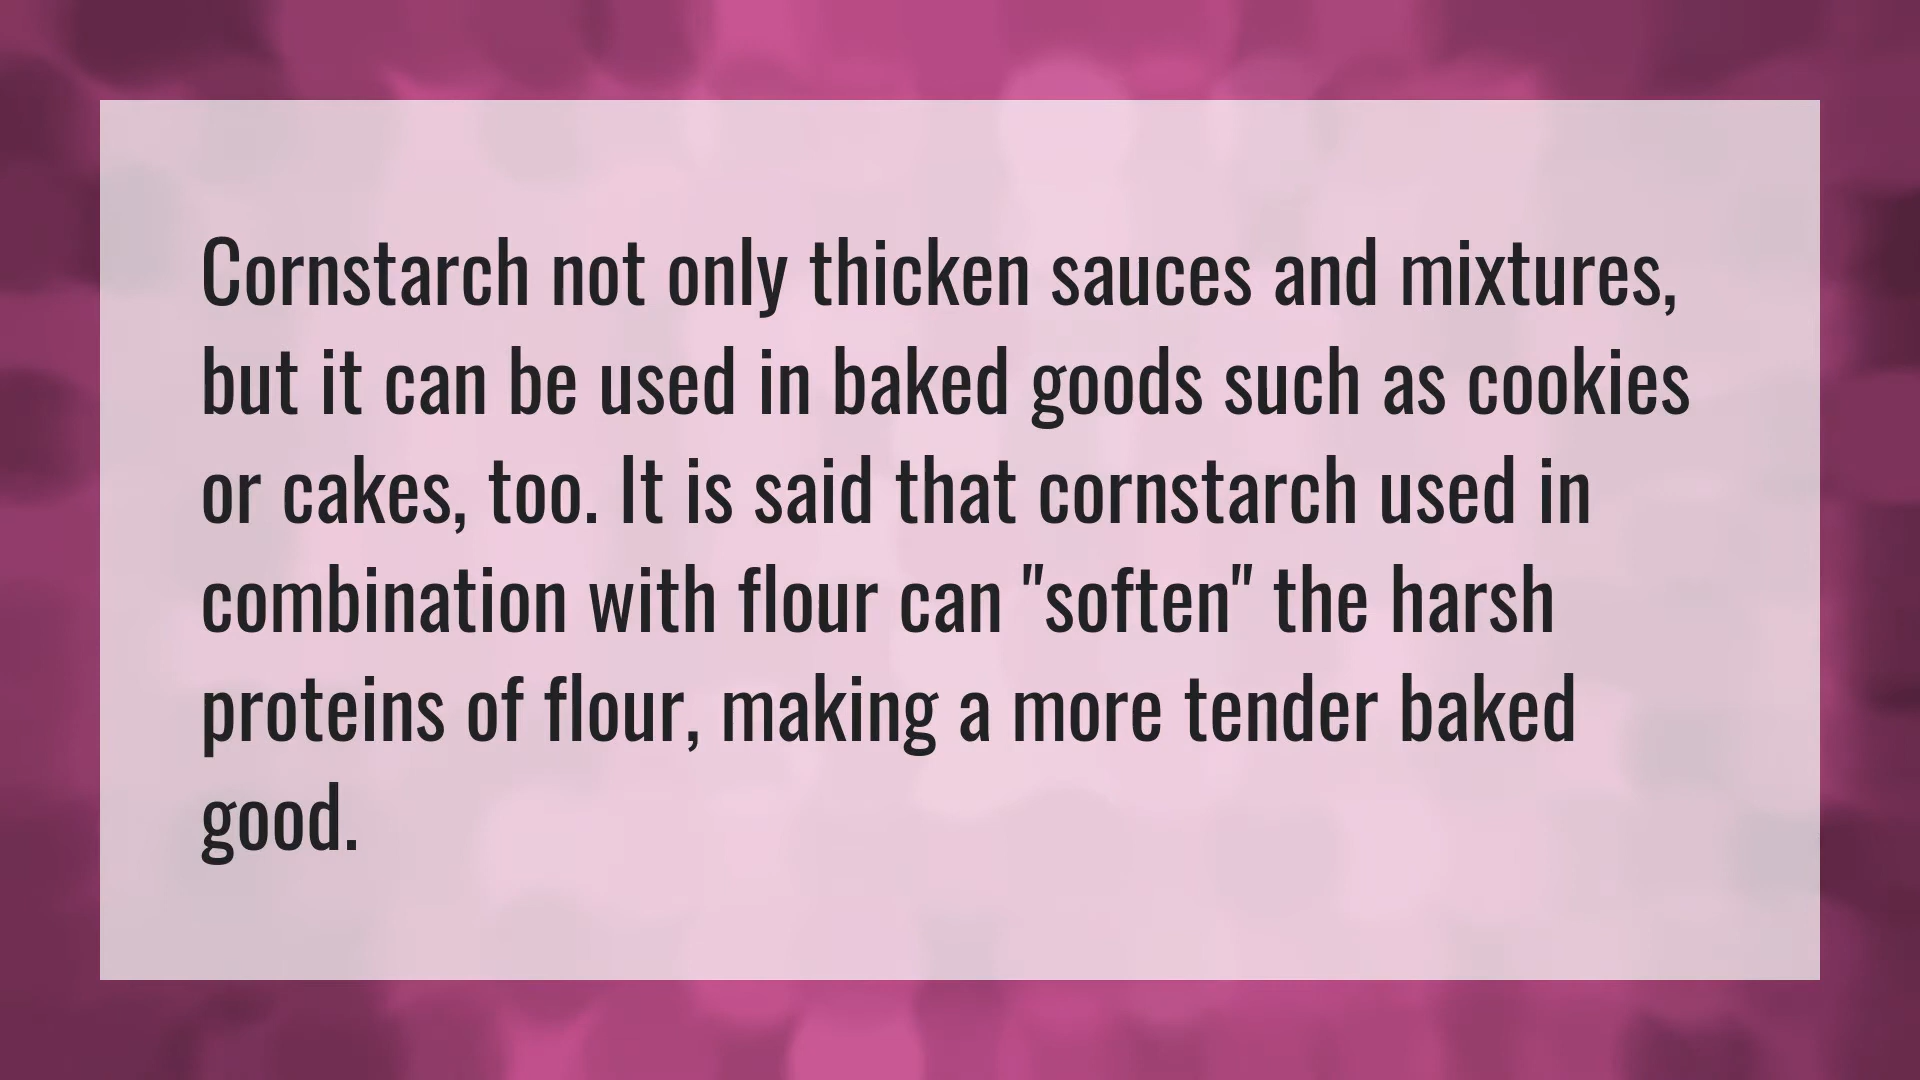 Cornstarch not only thicken sauces and mixtures,
but it can be used in baked goods such as cookies
or cakes, too. It is said that cornstarch used in
combination with flour can "soften" the harsh
proteins of flour, making a more tender baked
good.